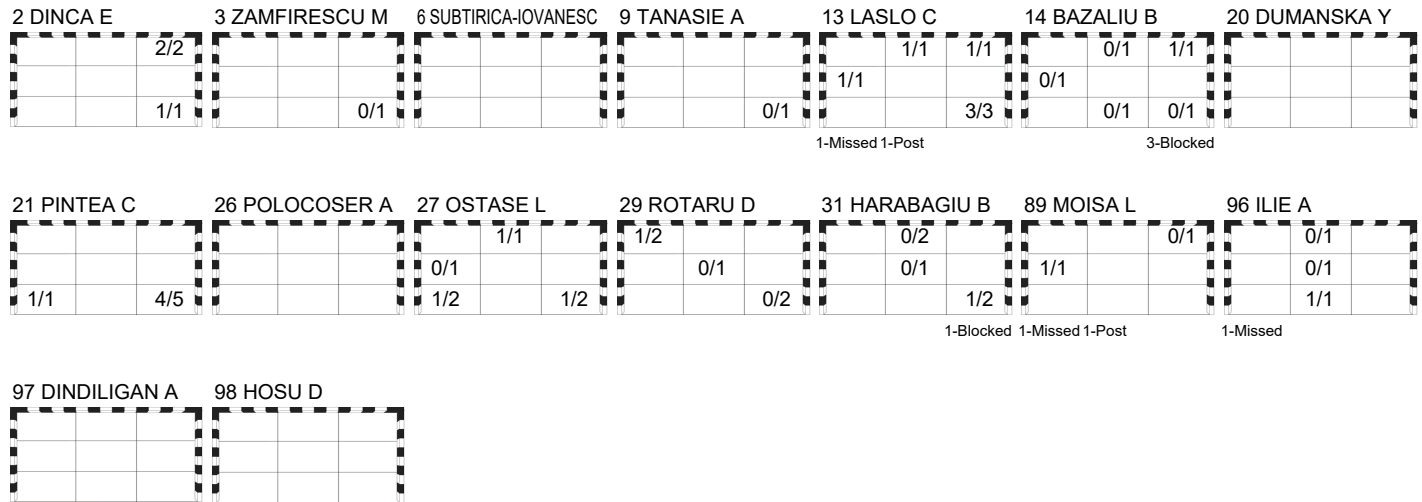 2 DINCA E 3 ZAMFIRESCU M 6 SUBTIRICA-IOVANESC 9 TANASIE A 13 LASLO C 14 BAZALIU B 20 DUMANSKA Y
2/2 1/1 1/1 0/1 1/1
1/1 0/1
1/1 0/1 0/1 3/3 0/1 0/1
1-Missed 1-Post 3-Blocked
21 PINTEA C 26 POLOCOSER A 27 OSTASE L 29 ROTARU D 31 HARABAGIU B 89 MOISA L 96 ILIE A
1/1 1/2 0/2 0/1 0/1
0/1 0/1 0/1 1/1 0/1
1/1 4/5 1/2 1/2 0/2 1/2 1/1
1-Blocked 1-Missed 1-Post 1-Missed
97 DINDILIGAN A 98 HOSU D